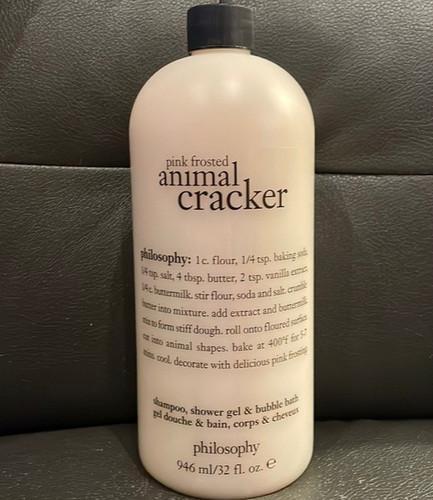 pink frosted
animal
cracker
philosophy: 1 c. flour, 1/4 tsp. baking soda,
1/4 tsp. salt, 4 tbsp. butter, 2 tsp. vanilla extract,
1/4 c. buttermilk. stir flour, soda and salt. crumble
butter into mixture. add extract and buttermilk.
mix to form stiff dough. roll onto floured surface.
cut into animal shapes. bake at 400°f for 5-7
mins. cool. decorate with delicious pink frosting.
shampoo, shower gel & bubble bath
gel douche & bain, corps & cheveux
philosophy
946 ml/32 fl. oz. e